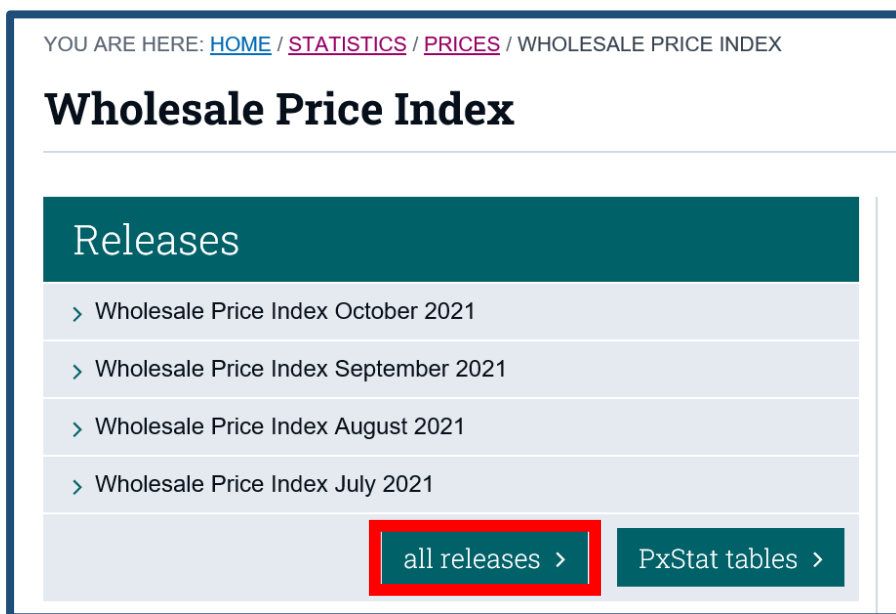 YOU ARE HERE: HOME / STATISTICS / PRICES / WHOLESALE PRICE INDEX
Wholesale Price Index
Releases
Wholesale Price Index October 2021
Wholesale Price Index September 2021
Wholesale Price Index August 2021
Wholesale Price Index July 2021
all releases
PxStat tables